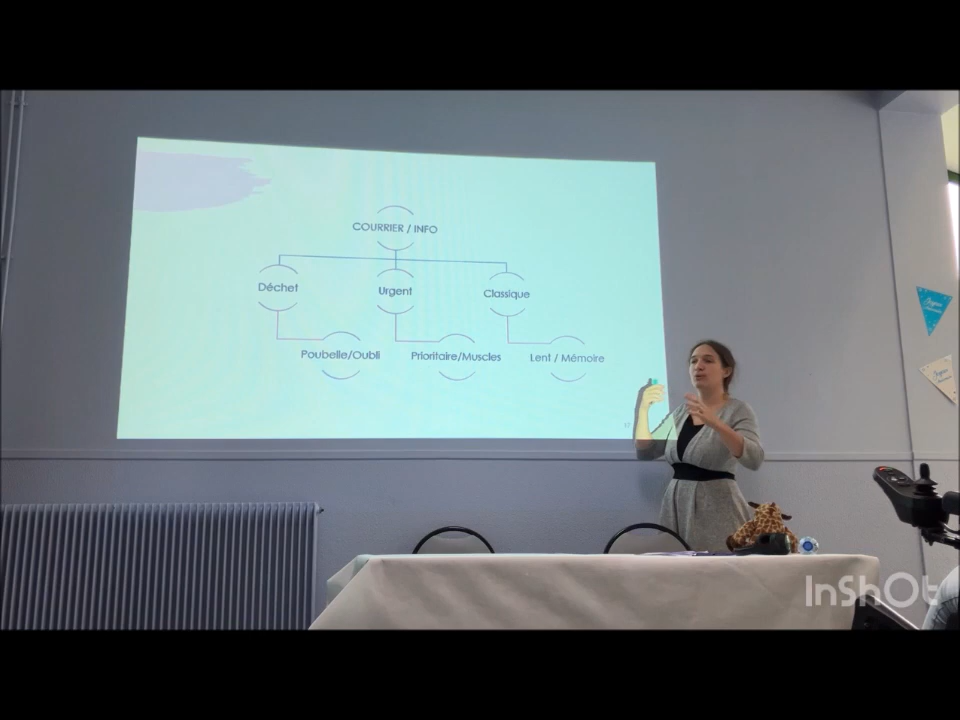 COURRIER / INFO
Déchet
Urgent
Classique
Poubelle/Oubli
Prioritaire/Muscles
Lent / Mémoire
InShOt